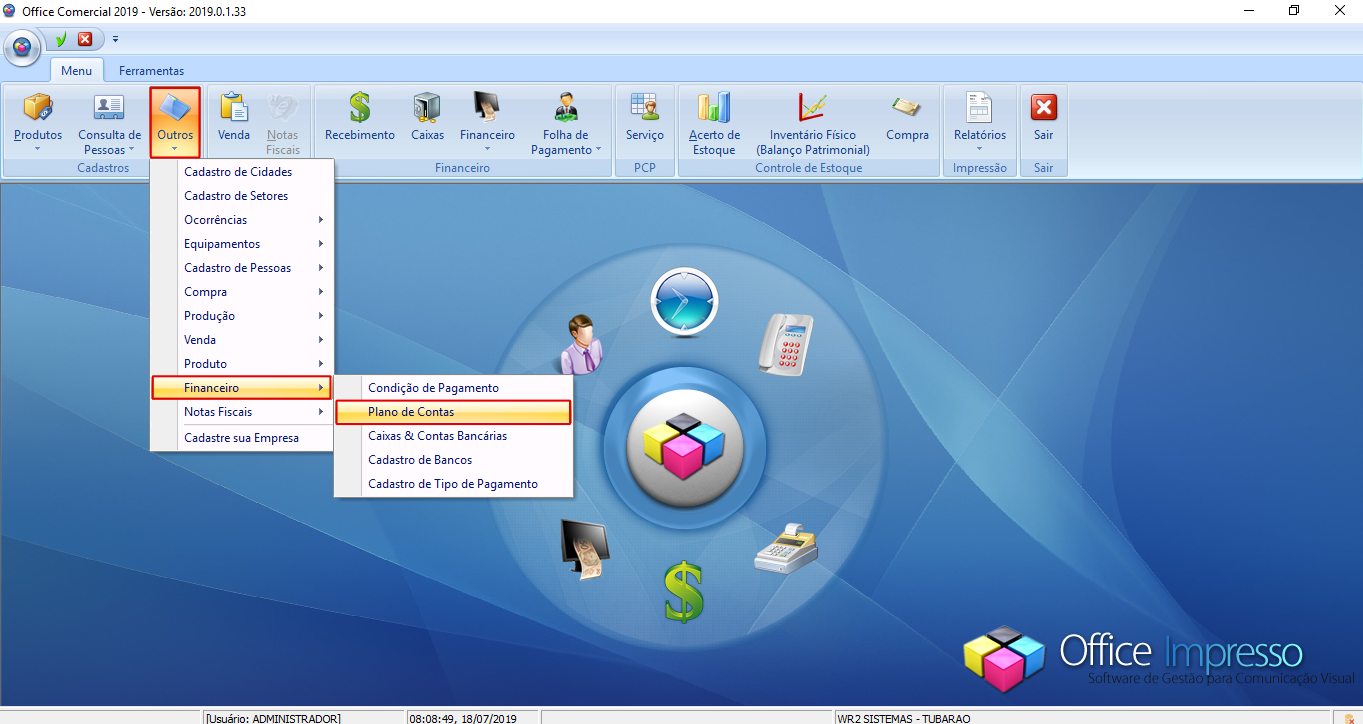 Office Comercial 2019 - Versão: 2019.0.1.33
Menu
Ferramentas
Produtos
Consulta de
Pessoas
Outros
Venda
Notas
Fiscais
Recebimento
Caixas
Financeiro
Folha de
Pagamento
Serviço
Acerto de
Estoque
Inventário Físico
(Balanço Patrimonial)
Compra
Relatórios
Sair
Cadastros
Financeiro
PCP
Controle de Estoque
Impressão
Sair
Cadastro de Cidades
Cadastro de Setores
Ocorrências
Equipamentos
Cadastro de Pessoas
Compra
Produção
Venda
Produto
Financeiro
Notas Fiscais
Cadastre sua Empresa
Condição de Pagamento
Plano de Contas
Caixas & Contas Bancárias
Cadastro de Bancos
Cadastro de Tipo de Pagamento
Office Impresso
Software de Gestão para Comunicação Visual
[Usuário: ADMINISTRADOR]
08:08:49, 18/07/2019
WR2 SISTEMAS - TUBARAO